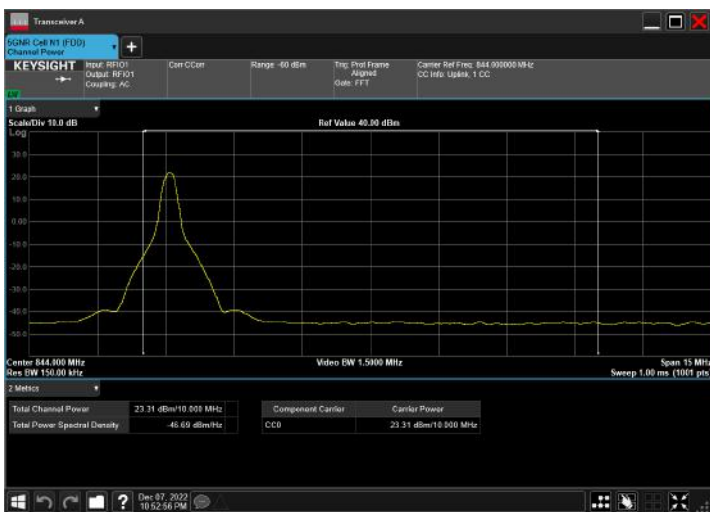 Transceiver A
5GNR Cell N1 (FDD)
Channel Power
+
KEYSIGHT
Input: RFIO1
Output: RFIO1
Coupling: AC
Corr CCorr
Range: -60 dBm
Trig: Prot Frame
Aligned
Gate: FFT
Carrier Ref Freq: 844.000000 MHz
CC Info: Uplink, 1 CC
1 Graph
Scale/Div 10.0 dB
Ref Value 40.00 dBm
Log
30.0
20.0
10.0
0.00
-10.0
-20.0
-30.0
-40.0
-50.0
Center 844.000 MHz
Video BW 1.5000 MHz
Span 15 MHz
Res BW 150.00 kHz
Sweep 1.00 ms (1001 pts)
2 Metrics
Total Channel Power 23.31 dBm/10.000 MHz
Total Power Spectral Density -46.69 dBm/Hz
Component Carrier Carrier Power
CC0 23.31 dBm/10.000 MHz
?
Dec 07, 2022
10:52:56 PM